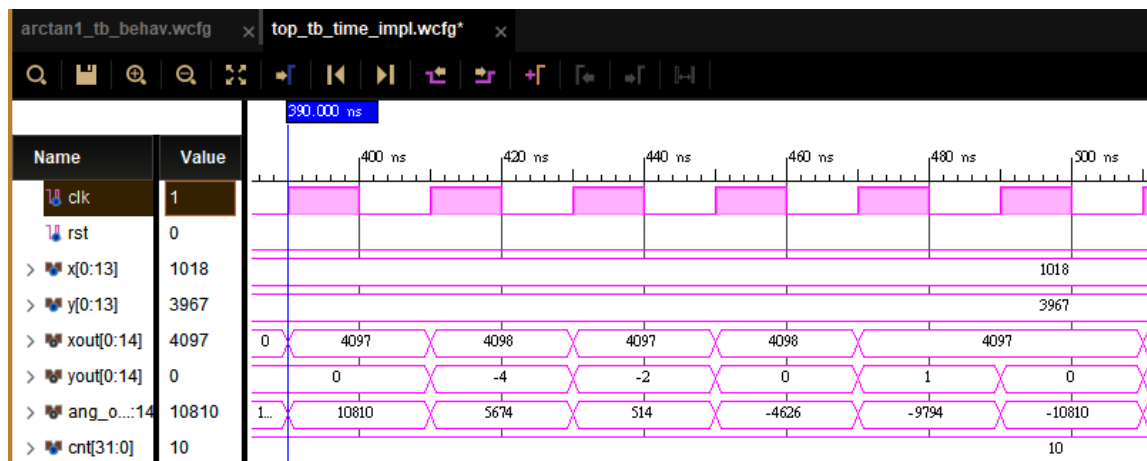 arctan1_tb_behav.wcfg × top_tb_time_impl.wcfg* ×
390.000 ns
Name Value
400 ns 420 ns 440 ns 460 ns 480 ns 500 ns
clk 1
rst 0
x[0:13] 1018 1018
y[0:13] 3967 3967
xout[0:14] 4097 0 4097 4098 4097 4098 4097
yout[0:14] 0 0 -4 -2 0 1 0
ang_o...:14 10810 1... 10810 5674 514 -4626 -9794 -10810
cnt[31:0] 10 10